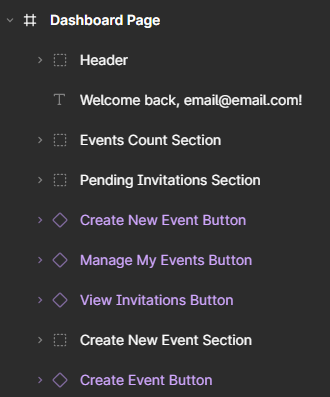 Dashboard Page
Header
Welcome back, email@email.com!
Events Count Section
Pending Invitations Section
Create New Event Button
Manage My Events Button
View Invitations Button
Create New Event Section
Create Event Button